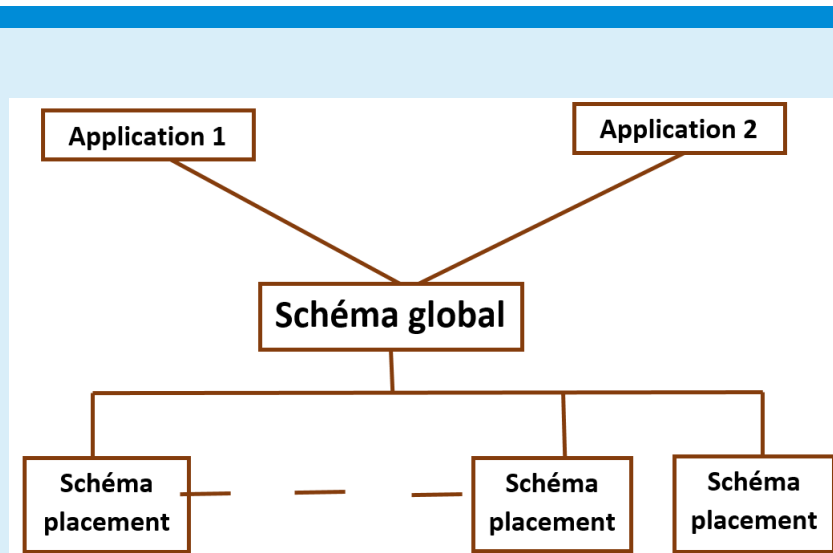 Application 1
Application 2
Schéma global
Schéma
placement
Schéma
placement
Schéma
placement